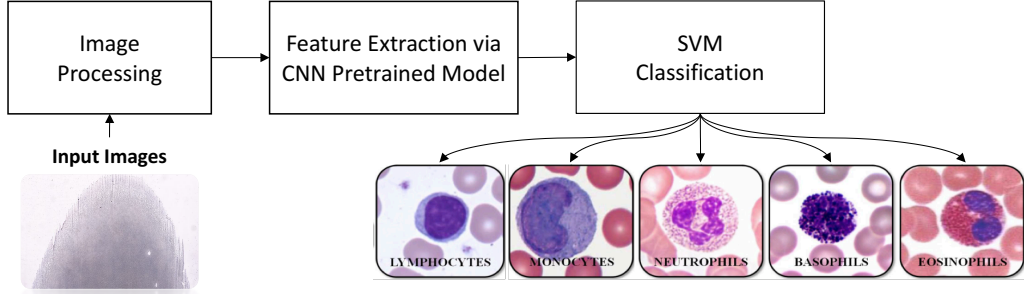 Image
Processing
Feature Extraction via
CNN Pretrained Model
SVM
Classification
Input Images
LYMPHOCYTES
MONOCYTES
NEUTROPHILS
BASOPHILS
EOSINOPHILS